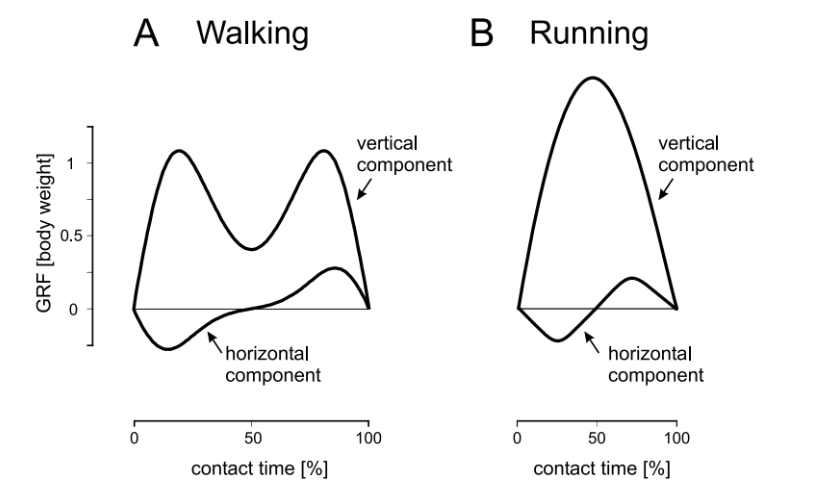 A Walking
B Running
GRF [body weight]
1
0.5
0
vertical
component
horizontal
component
vertical
component
horizontal
component
0 50 100
contact time [%]
0 50 100
contact time [%]